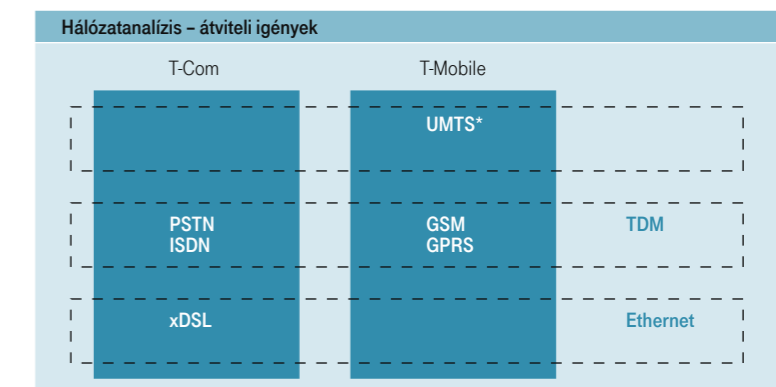 Hálózatanalízis – átviteli igények
T-Com T-Mobile
UMTS*
PSTN GSM TDM
ISDN GPRS
xDSL Ethernet